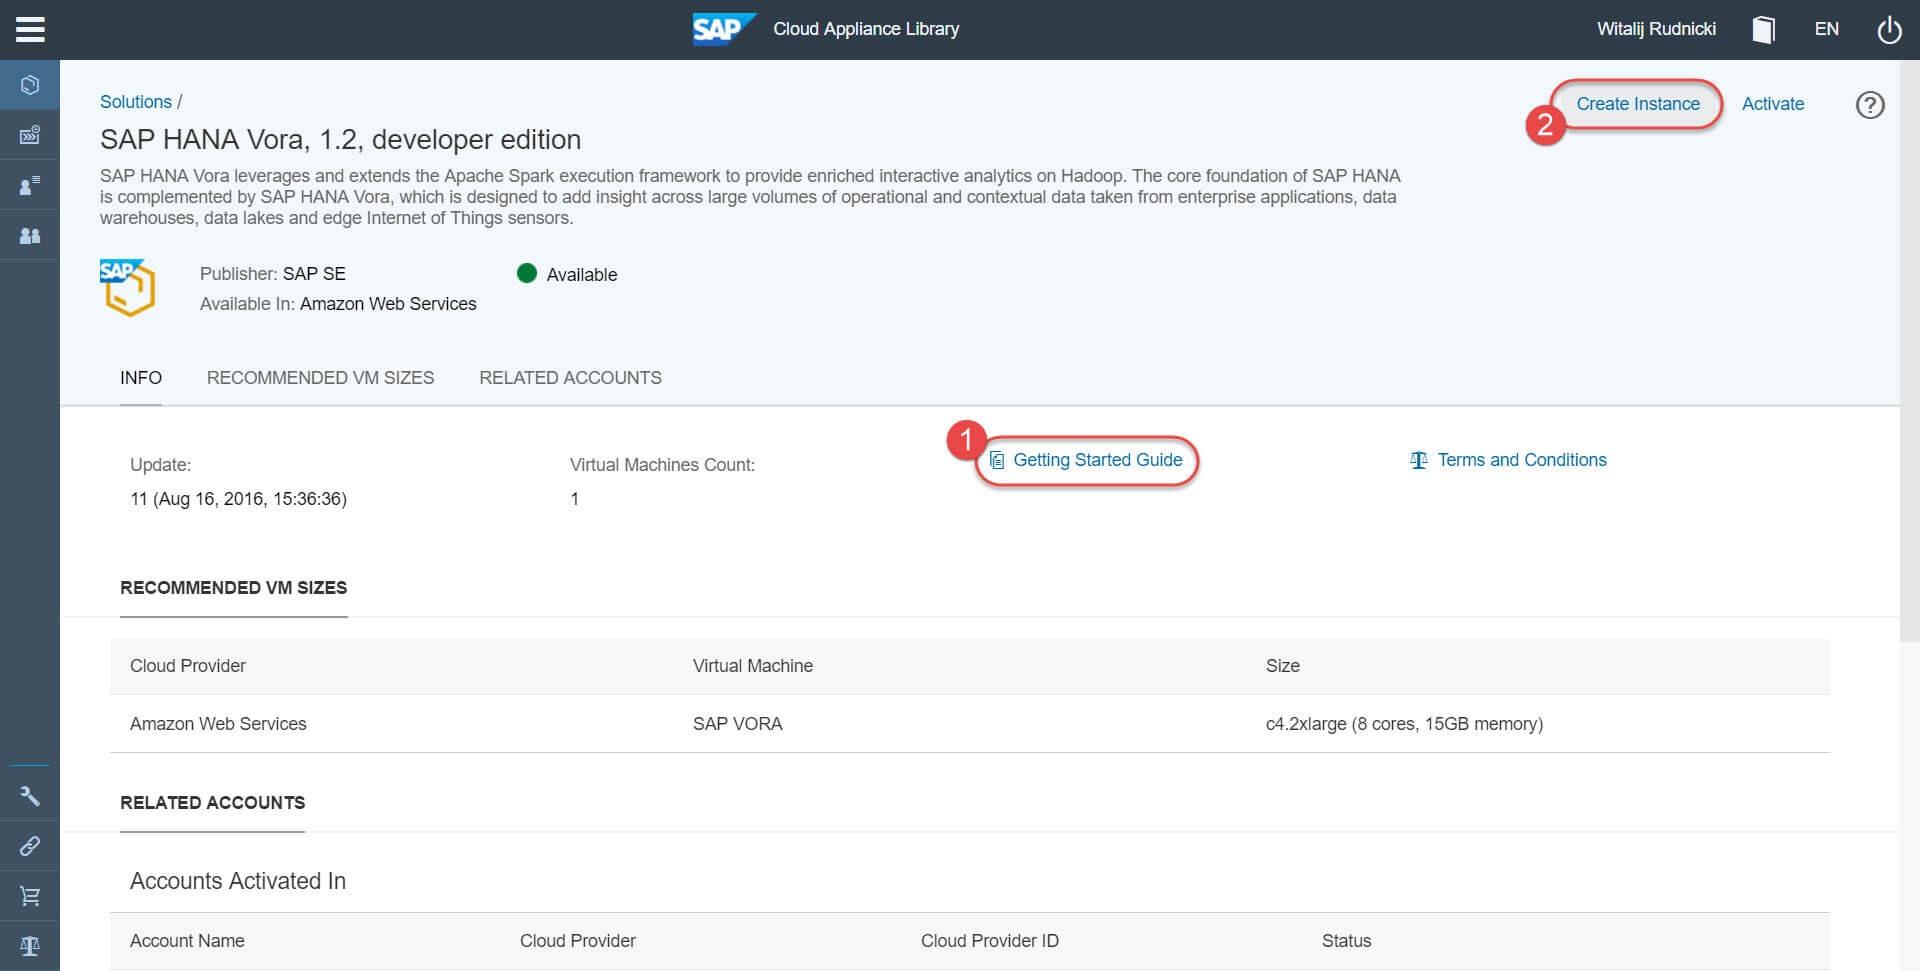 SAP Cloud Appliance Library
Witalij Rudnicki
EN
Solutions /
Create Instance
Activate
?
2
SAP HANA Vora, 1.2, developer edition
SAP HANA Vora leverages and extends the Apache Spark execution framework to provide enriched interactive analytics on Hadoop. The core foundation of SAP HANA
is complemented by SAP HANA Vora, which is designed to add insight across large volumes of operational and contextual data taken from enterprise applications, data
warehouses, data lakes and edge Internet of Things sensors.
SAP
Publisher: SAP SE
Available
Available In: Amazon Web Services
INFO
RECOMMENDED VM SIZES
RELATED ACCOUNTS
1
Update:
Virtual Machines Count:
Getting Started Guide
Terms and Conditions
11 (Aug 16, 2016, 15:36:36)
1
RECOMMENDED VM SIZES
Cloud Provider
Virtual Machine
Size
Amazon Web Services
SAP VORA
c4.2xlarge (8 cores, 15GB memory)
RELATED ACCOUNTS
Accounts Activated In
Account Name
Cloud Provider
Cloud Provider ID
Status